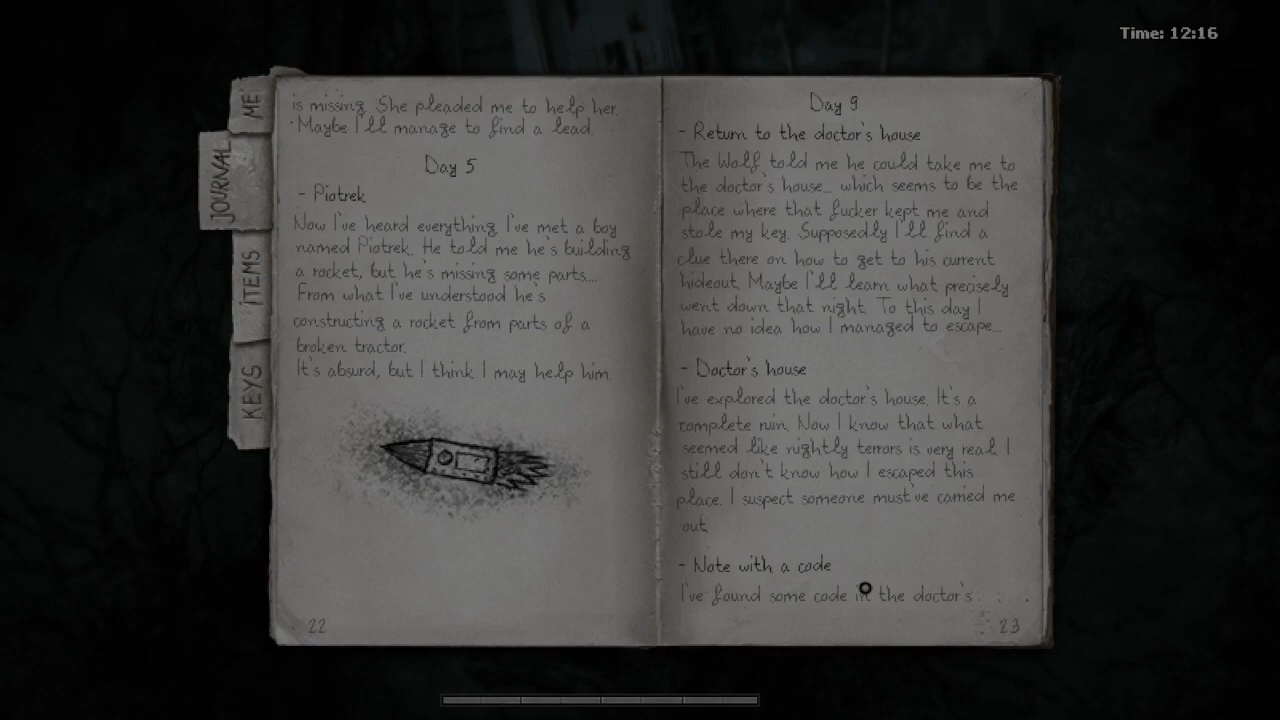 Time: 12:16
ME
JOURNAL
ITEMS
KEYS
is missing. She pleaded me to help her.
Maybe I'll manage to find a lead.
Day 5
- Piotrek
Now I've heard everything. I've met a boy
named Piotrek. He told me he's building
a rocket, but he's missing some parts...
From what I've understood he's
constructing a rocket from parts of a
broken tractor.
It's absurd, but I think I may help him.
22
Day 9
- Return to the doctor's house
The Wolf told me he could take me to
the doctor's house... which seems to be the
place where that fucker kept me and
stole my key. Supposedly I'll find a
clue there on how to get to his current
hideout. Maybe I'll learn what precisely
went down that night. To this day I
have no idea how I managed to escape...
- Doctor's house
I've explored the doctor's house. It's a
complete ruin. Now I know that what
seemed like nightly terrors is very real. I
still don't know how I escaped this
place. I suspect someone must've carried me
out.
- Note with a code
I've found some code in the doctor's
23